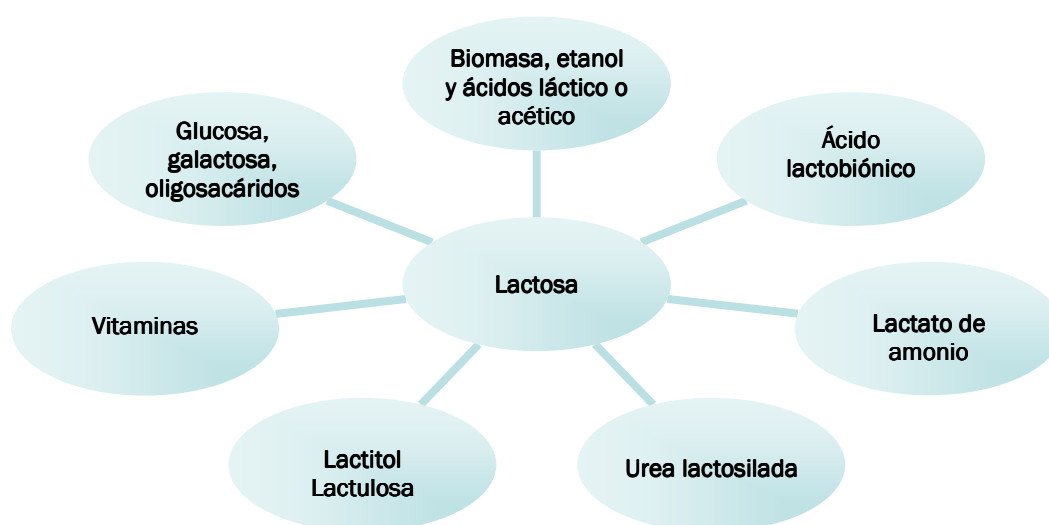 Biomasa, etanol
y ácidos láctico o
acético
Glucosa,
galactosa,
oligosacáridos
Ácido
lactobiónico
Lactosa
Vitaminas
Lactato de
amonio
Lactitol
Lactulosa
Urea lactosilada